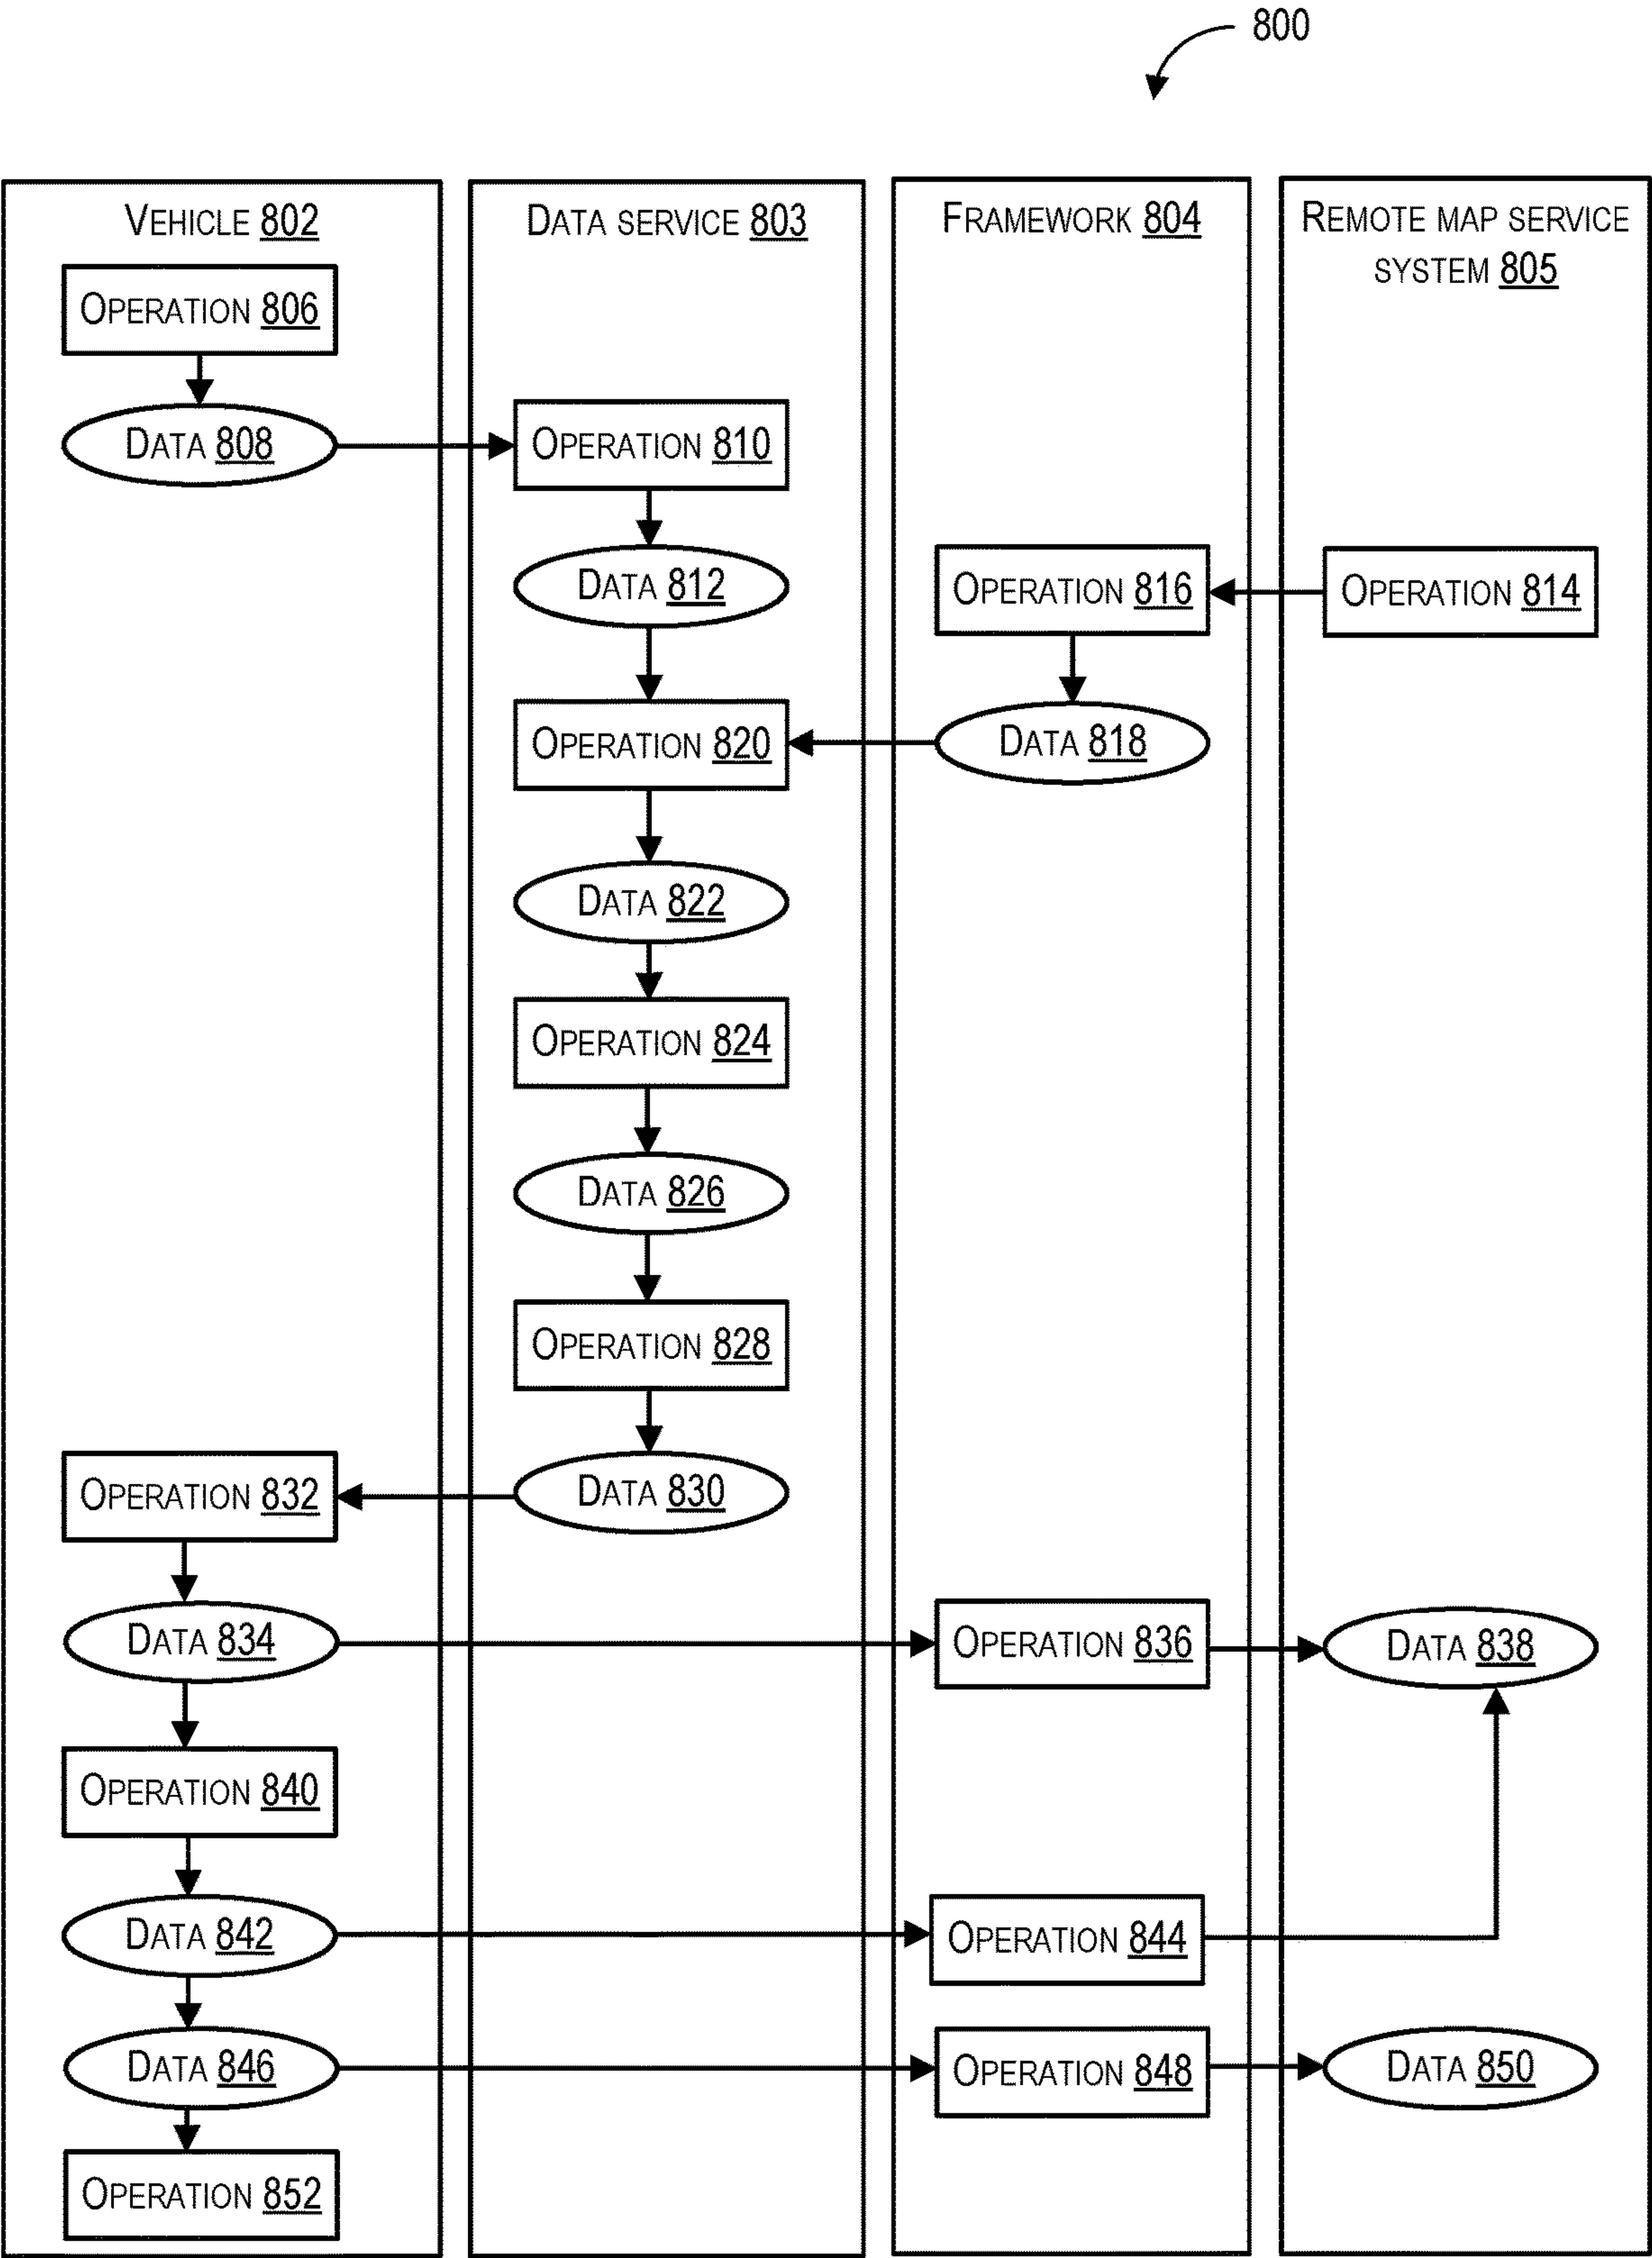 800
VEHICLE 802
DATA SERVICE 803
FRAMEWORK 804
REMOTE MAP SERVICE
SYSTEM 805
OPERATION 806
DATA 808
OPERATION 810
DATA 812
OPERATION 816
OPERATION 814
OPERATION 820
DATA 818
DATA 822
OPERATION 824
DATA 826
OPERATION 828
OPERATION 832
DATA 830
DATA 834
OPERATION 836
DATA 838
OPERATION 840
DATA 842
OPERATION 844
DATA 846
OPERATION 848
DATA 850
OPERATION 852